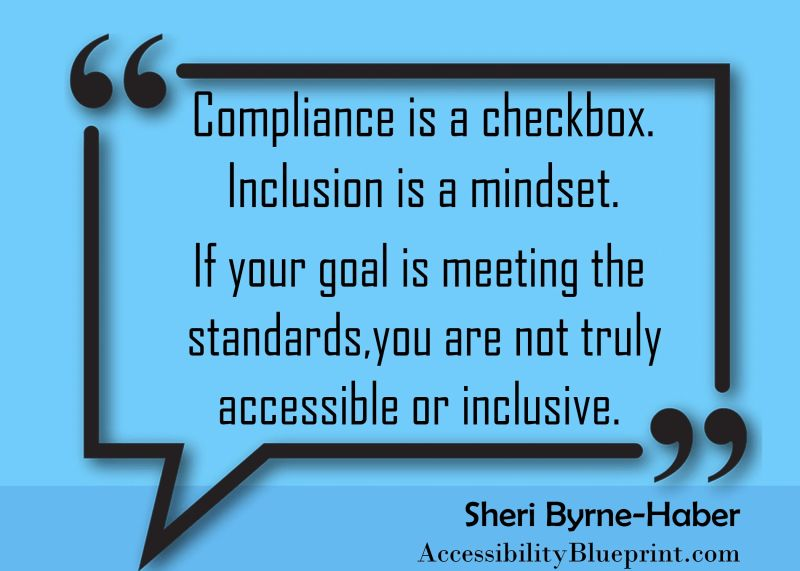 Compliance is a checkbox.
Inclusion is a mindset.
If your goal is meeting the
standards,you are not truly
accessible or inclusive.
Sheri Byrne-Haber
AccessibilityBlueprint.com